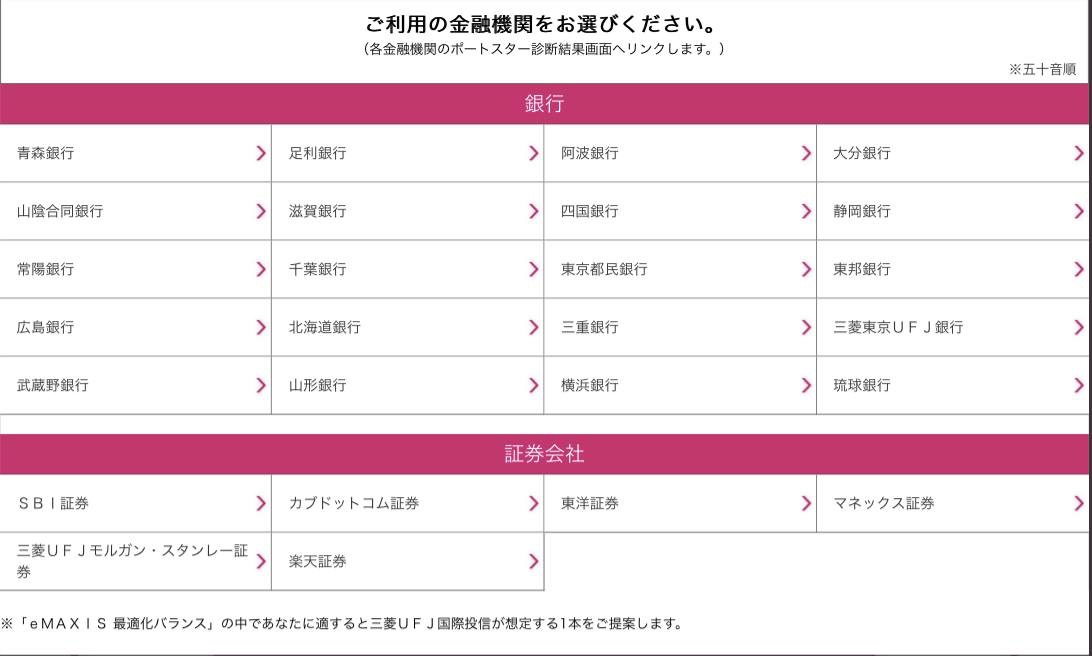 ご利用の金融機関をお選びください。
（各金融機関のポートスター診断結果画面へリンクします。）
※五十音順
銀行
青森銀行
足利銀行
阿波銀行
大分銀行
山陰合同銀行
滋賀銀行
四国銀行
静岡銀行
常陽銀行
千葉銀行
東京都民銀行
東邦銀行
広島銀行
北海道銀行
三重銀行
三菱東京ＵＦＪ銀行
武蔵野銀行
山形銀行
横浜銀行
琉球銀行
証券会社
ＳＢＩ証券
カブドットコム証券
東洋証券
マネックス証券
三菱ＵＦＪモルガン・スタンレー証
券
楽天証券
※「ｅＭＡＸＩＳ 最適化バランス」の中であなたに適すると三菱ＵＦＪ国際投信が想定する1本をご提案します。